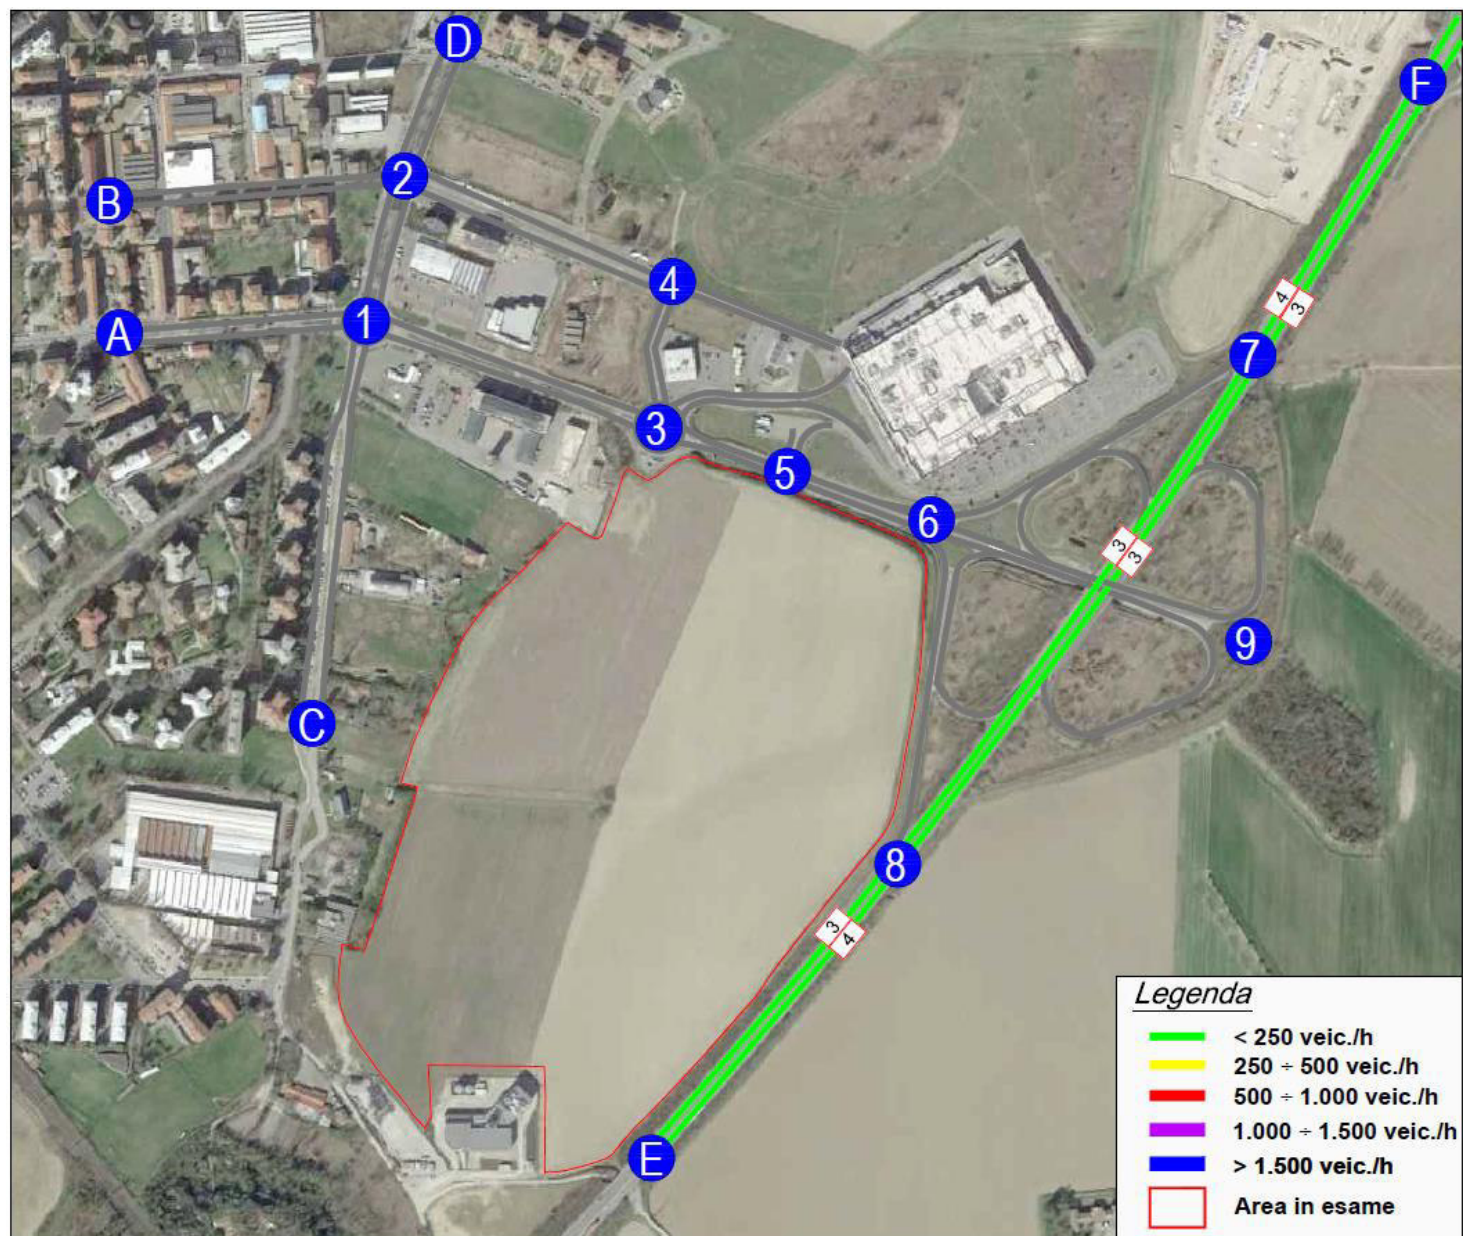 D
F
B
2
4
A
1
4
3
7
3
5
6
3
3
9
C
8
3
4
E
Legenda
< 250 veic./h
250 ÷ 500 veic./h
500 ÷ 1.000 veic./h
1.000 ÷ 1.500 veic./h
> 1.500 veic./h
Area in esame